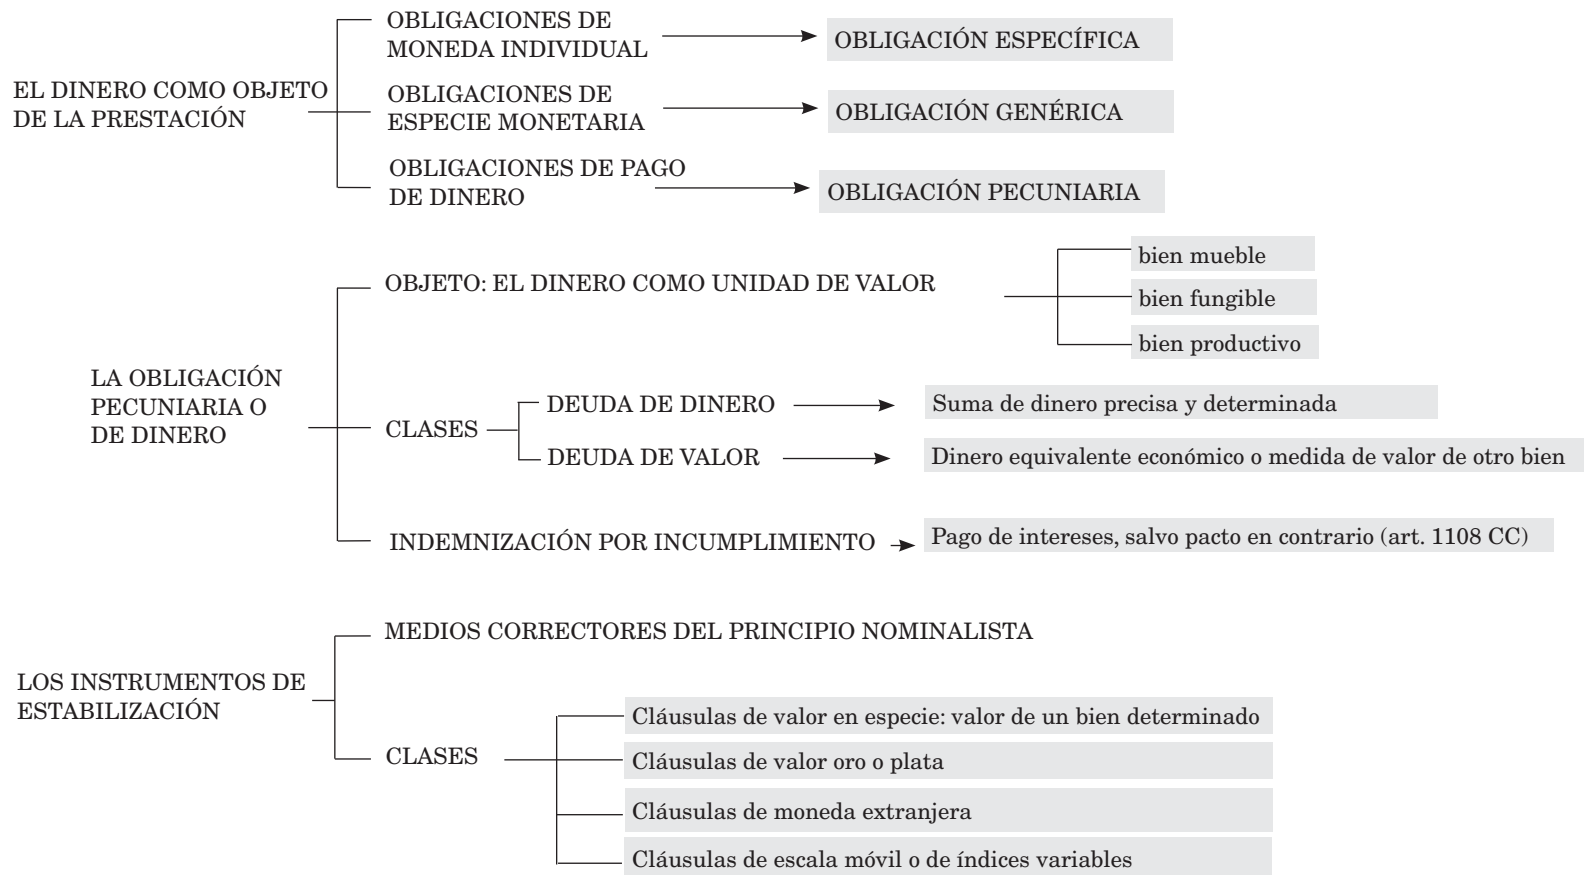 EL DINERO COMO OBJETO
DE LA PRESTACIÓN
OBLIGACIONES DE
MONEDA INDIVIDUAL
OBLIGACIÓN ESPECÍFICA
OBLIGACIONES DE
ESPECIE MONETARIA
OBLIGACIÓN GENÉRICA
OBLIGACIONES DE PAGO
DE DINERO
OBLIGACIÓN PECUNIARIA
LA OBLIGACIÓN
PECUNIARIA O
DE DINERO
OBJETO: EL DINERO COMO UNIDAD DE VALOR
bien mueble
bien fungible
bien productivo
CLASES
DEUDA DE DINERO
Suma de dinero precisa y determinada
DEUDA DE VALOR
Dinero equivalente económico o medida de valor de otro bien
INDEMNIZACIÓN POR INCUMPLIMIENTO
Pago de intereses, salvo pacto en contrario (art. 1108 CC)
LOS INSTRUMENTOS DE
ESTABILIZACIÓN
MEDIOS CORRECTORES DEL PRINCIPIO NOMINALISTA
CLASES
Cláusulas de valor en especie: valor de un bien determinado
Cláusulas de valor oro o plata
Cláusulas de moneda extranjera
Cláusulas de escala móvil o de índices variables